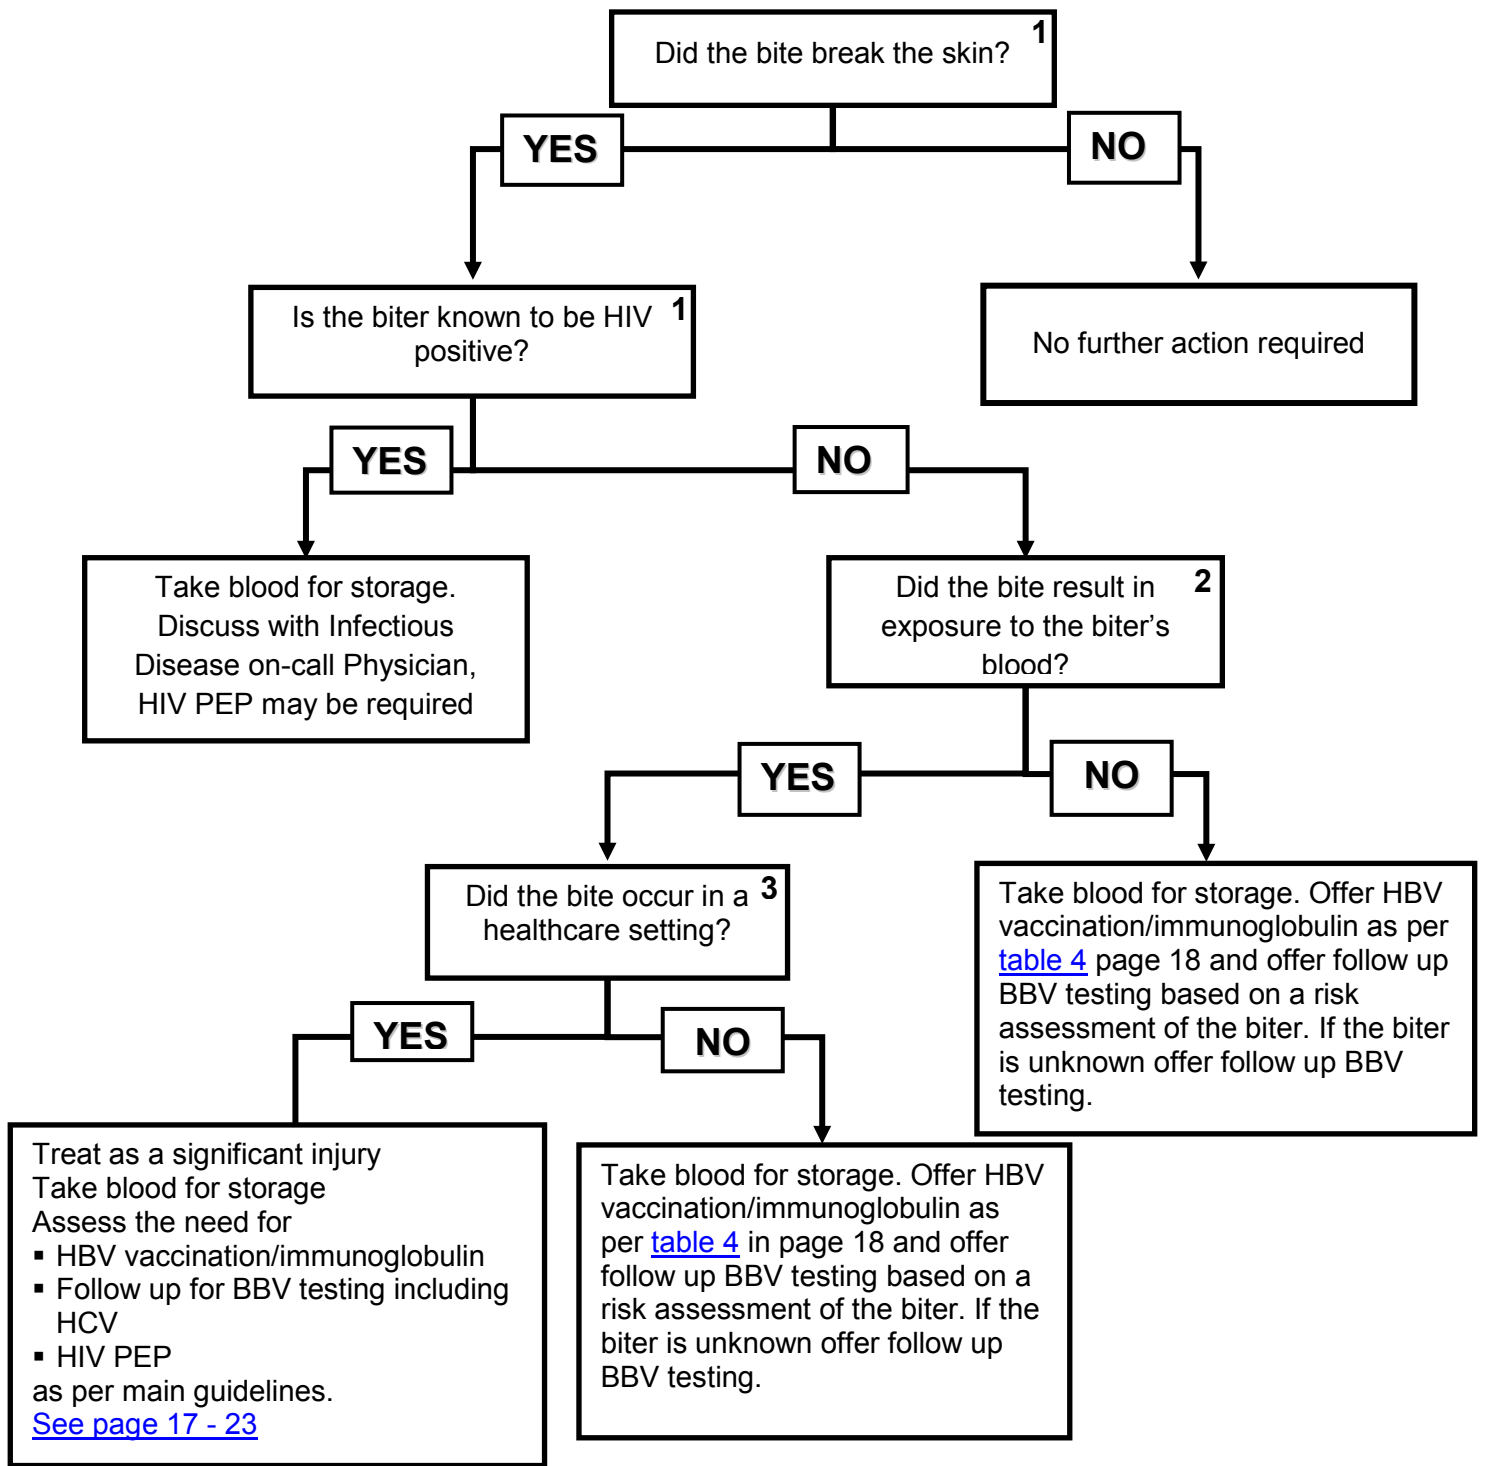 Did the bite break the skin?
1
YES
NO
Is the biter known to be HIV
positive?
1
No further action required
YES
NO
Take blood for storage.
Discuss with Infectious
Disease on-call Physician,
HIV PEP may be required
Did the bite result in
exposure to the biter’s
blood?
2
YES
NO
Did the bite occur in a
healthcare setting?
3
Take blood for storage. Offer HBV
vaccination/immunoglobulin as per
table 4 page 18 and offer follow up
BBV testing based on a risk
assessment of the biter. If the biter
is unknown offer follow up BBV
testing.
YES
NO
Treat as a significant injury
Take blood for storage
Assess the need for
▪ HBV vaccination/immunoglobulin
▪ Follow up for BBV testing including
HCV
▪ HIV PEP
as per main guidelines.
See page 17 - 23
Take blood for storage. Offer HBV
vaccination/immunoglobulin as
per table 4 in page 18 and offer
follow up BBV testing based on a
risk assessment of the biter. If the
biter is unknown offer follow up
BBV testing.